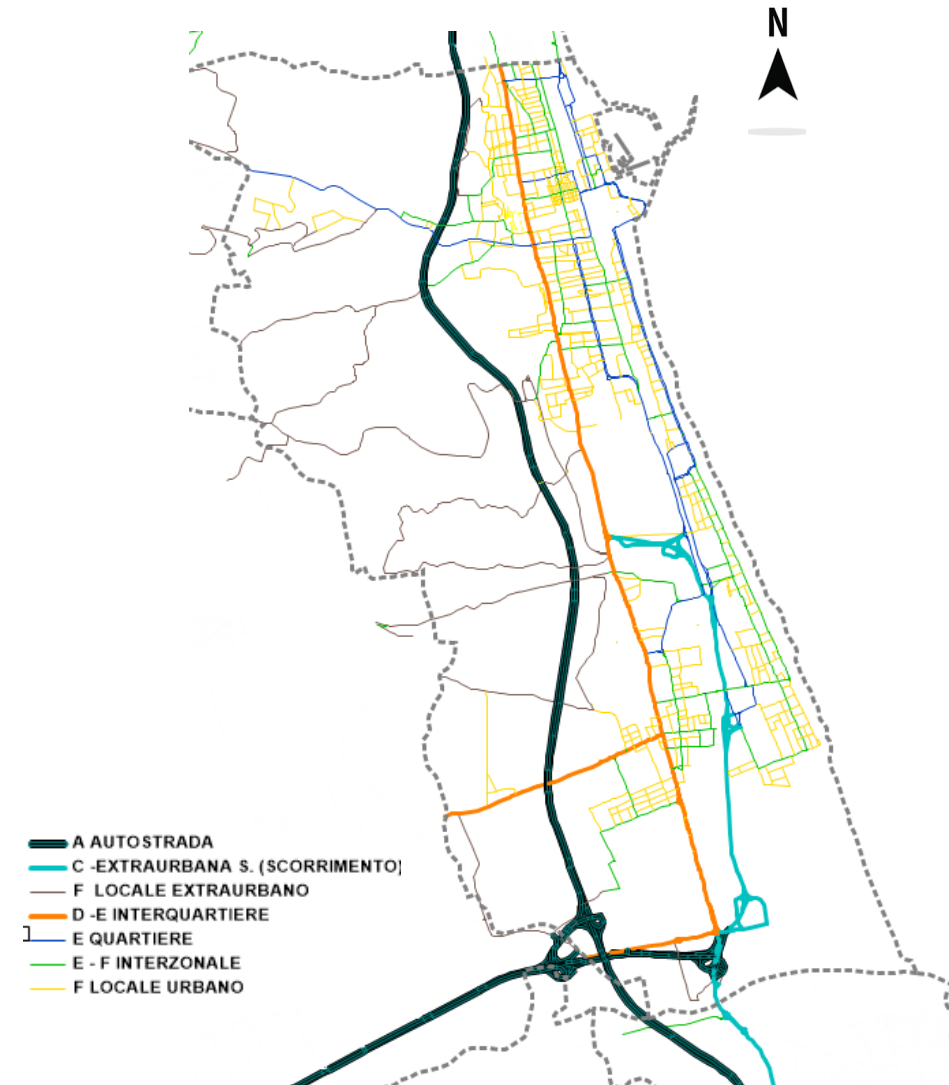 N
A AUTOSTRADA
C -EXTRAURBANA S. (SCORRIMENTO)
F LOCALE EXTRAURBANO
D -E INTERQUARTIERE
E QUARTIERE
E - F INTERZONALE
F LOCALE URBANO